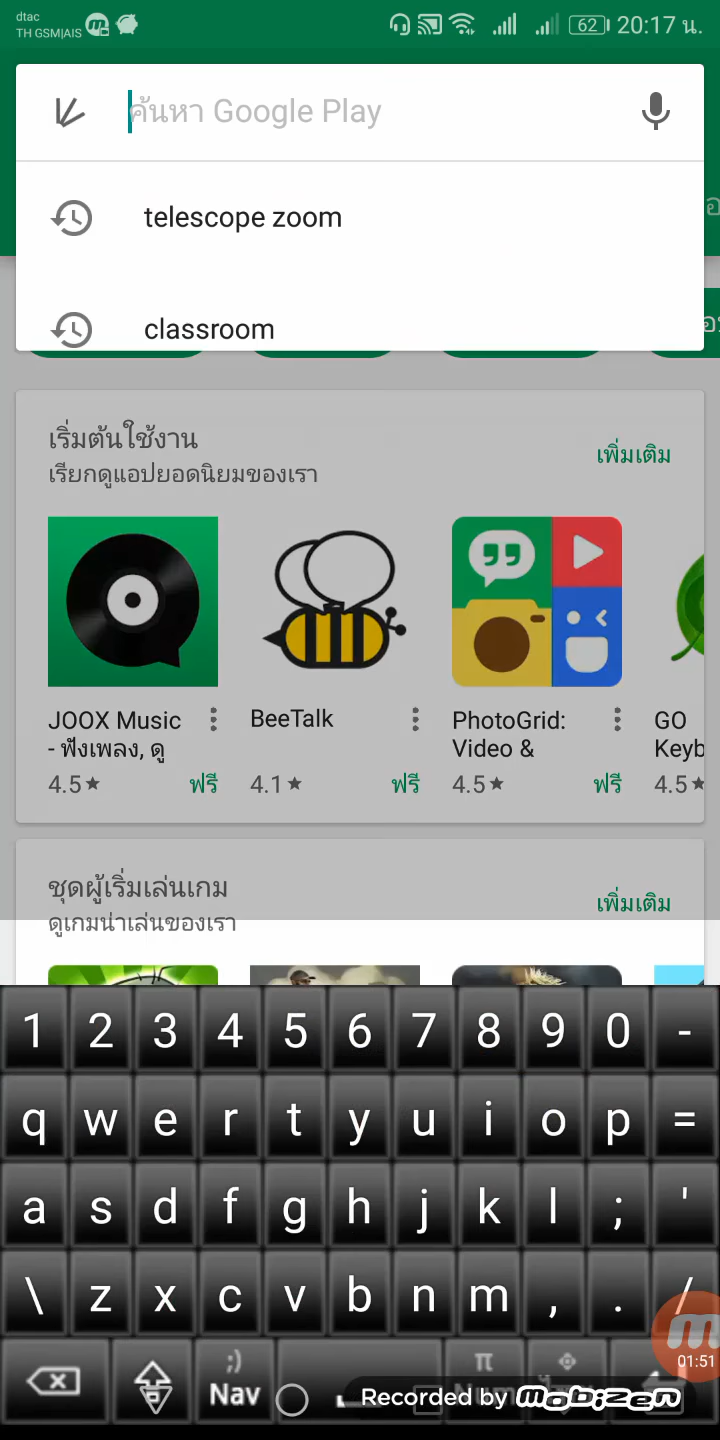 dtac
TH GSM|AIS
62 20:17 น.
ค้นหา Google Play
telescope zoom
classroom
เริ่มต้นใช้งาน
เรียกดูแอปยอดนิยมของเรา
เพิ่มเติม
JOOX Music
- ฟังเพลง, ดู
4.5★ ฟรี
BeeTalk
4.1★ ฟรี
PhotoGrid:
Video &
4.5★ ฟรี
GO
Keyb
4.5★
ชุดผู้เริ่มเล่นเกม
ดูเกมน่าเล่นของเรา
เพิ่มเติม
1 2 3 4 5 6 7 8 9 0 -
q w e r t y u i o p =
a s d f g h j k l ; '
\ z x c v b n m , . /
01:51
;) π
Nav Num
Recorded by mobizen